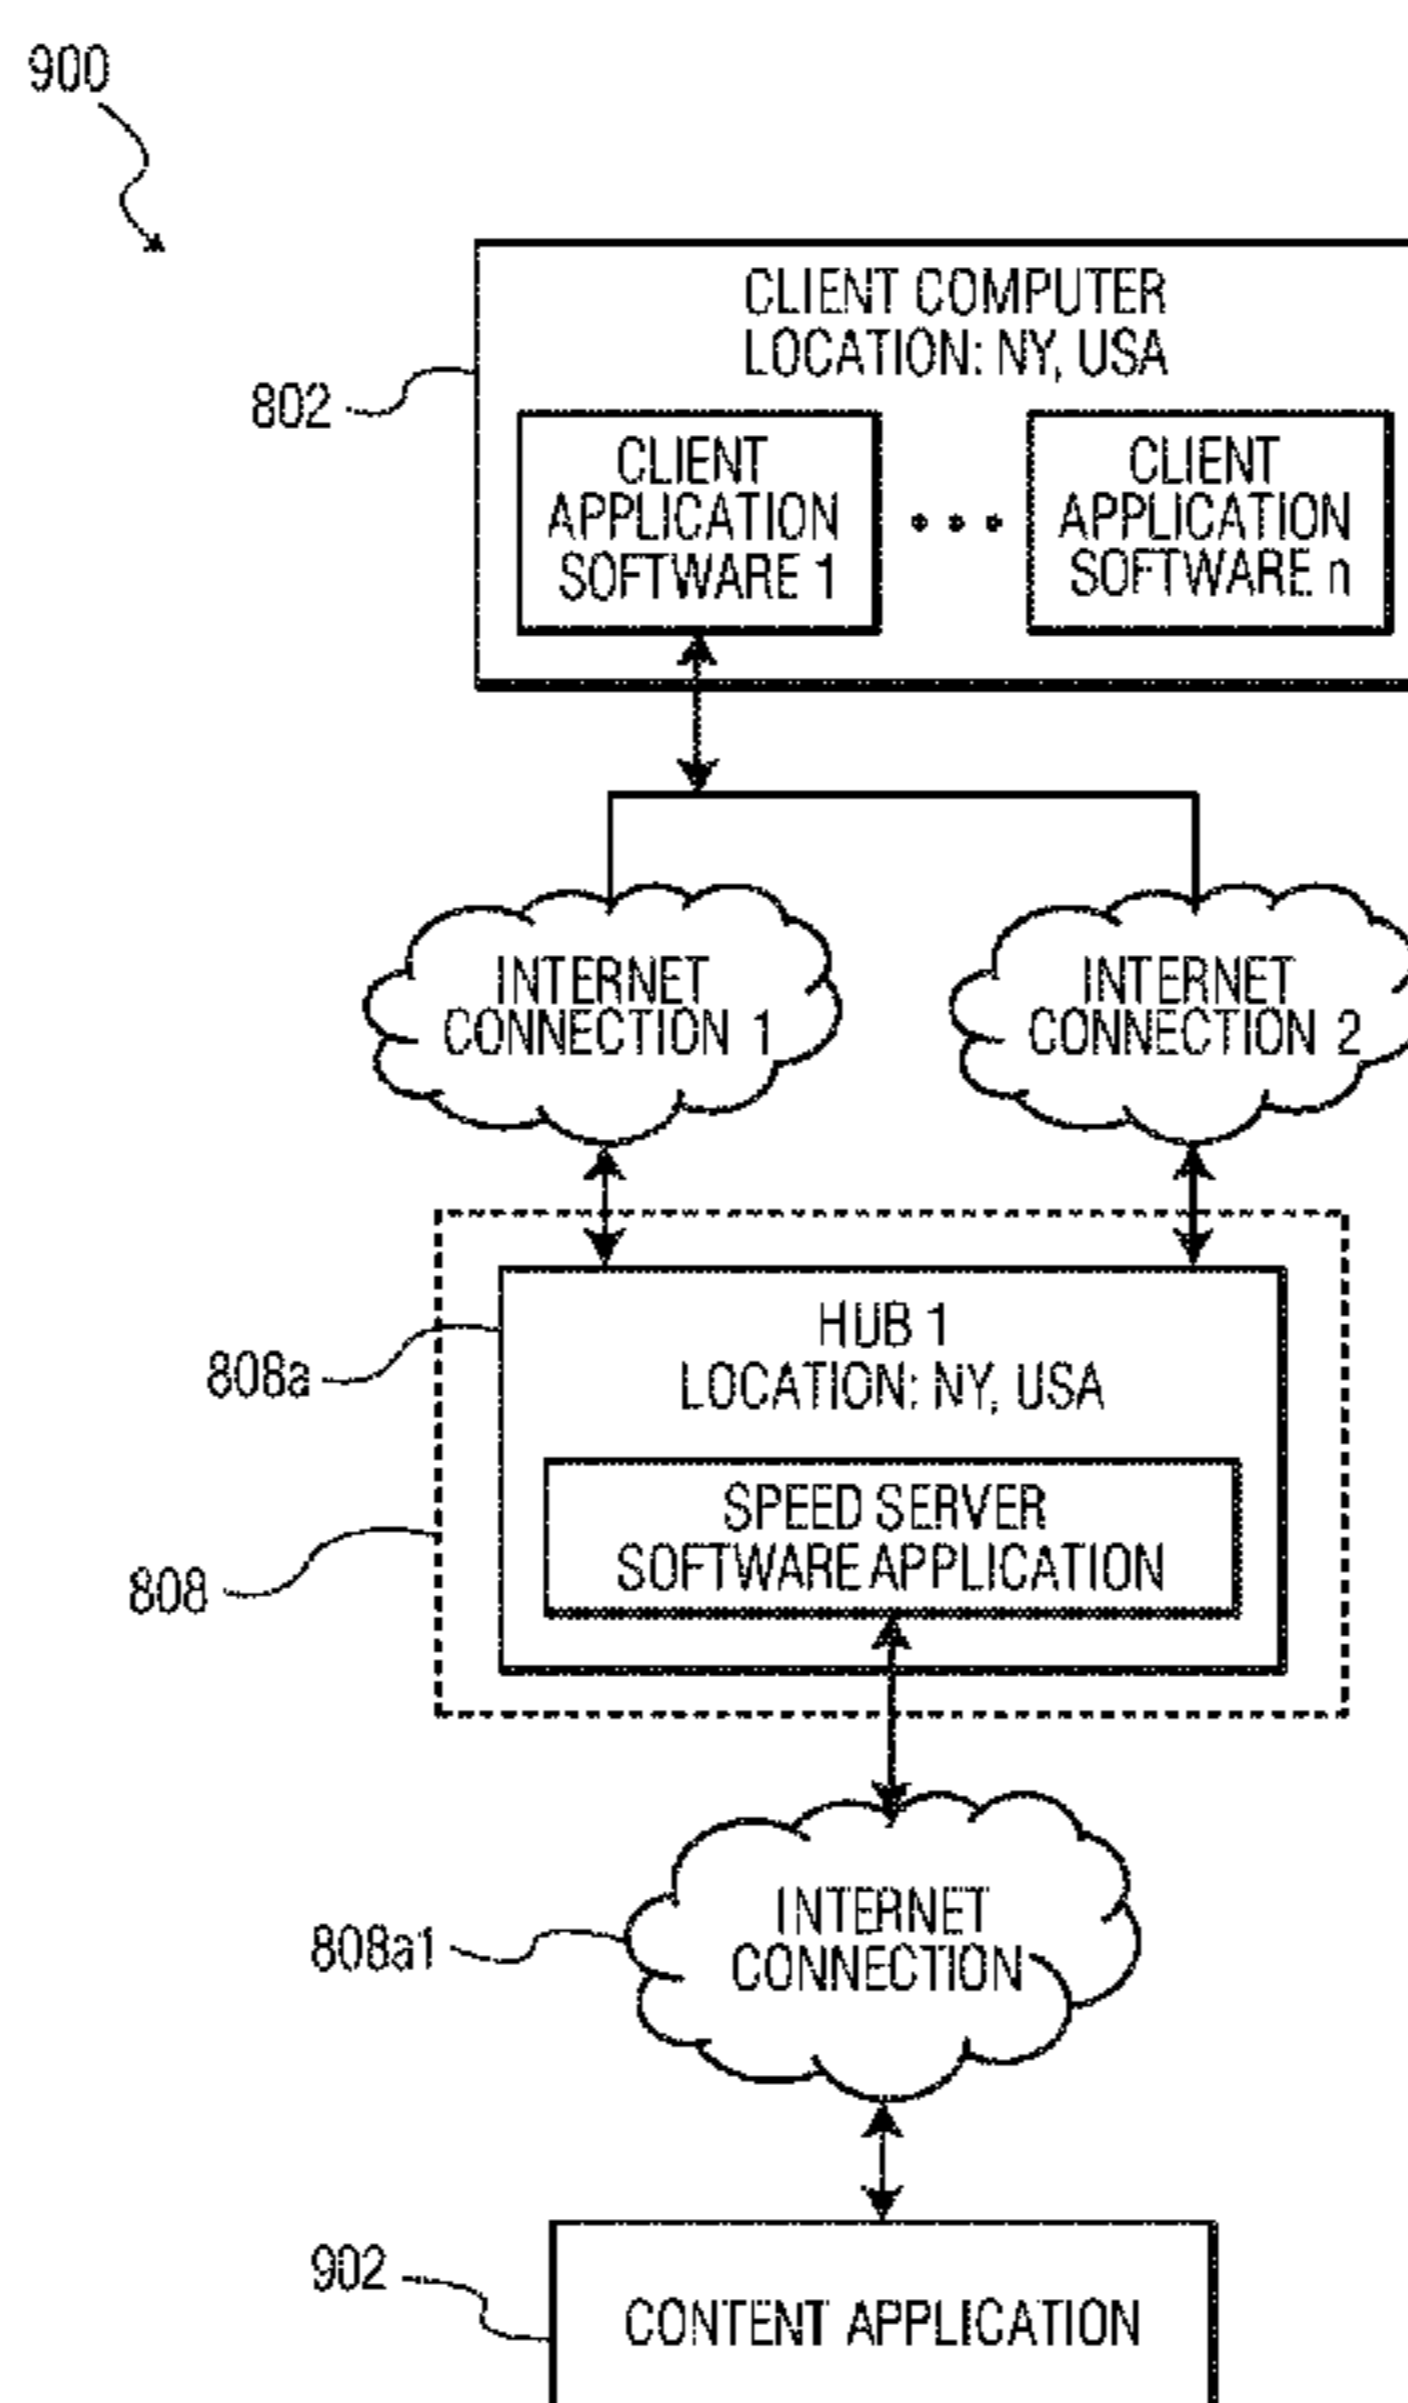 900
CLIENT COMPUTER
LOCATION: NY, USA
802
CLIENT
APPLICATION
SOFTWARE 1
CLIENT
APPLICATION
SOFTWARE n
INTERNET
CONNECTION 1
INTERNET
CONNECTION 2
HUB 1
LOCATION: NY, USA
808a
SPEED SERVER
SOFTWARE APPLICATION
808
INTERNET
CONNECTION
808a1
902
CONTENT APPLICATION